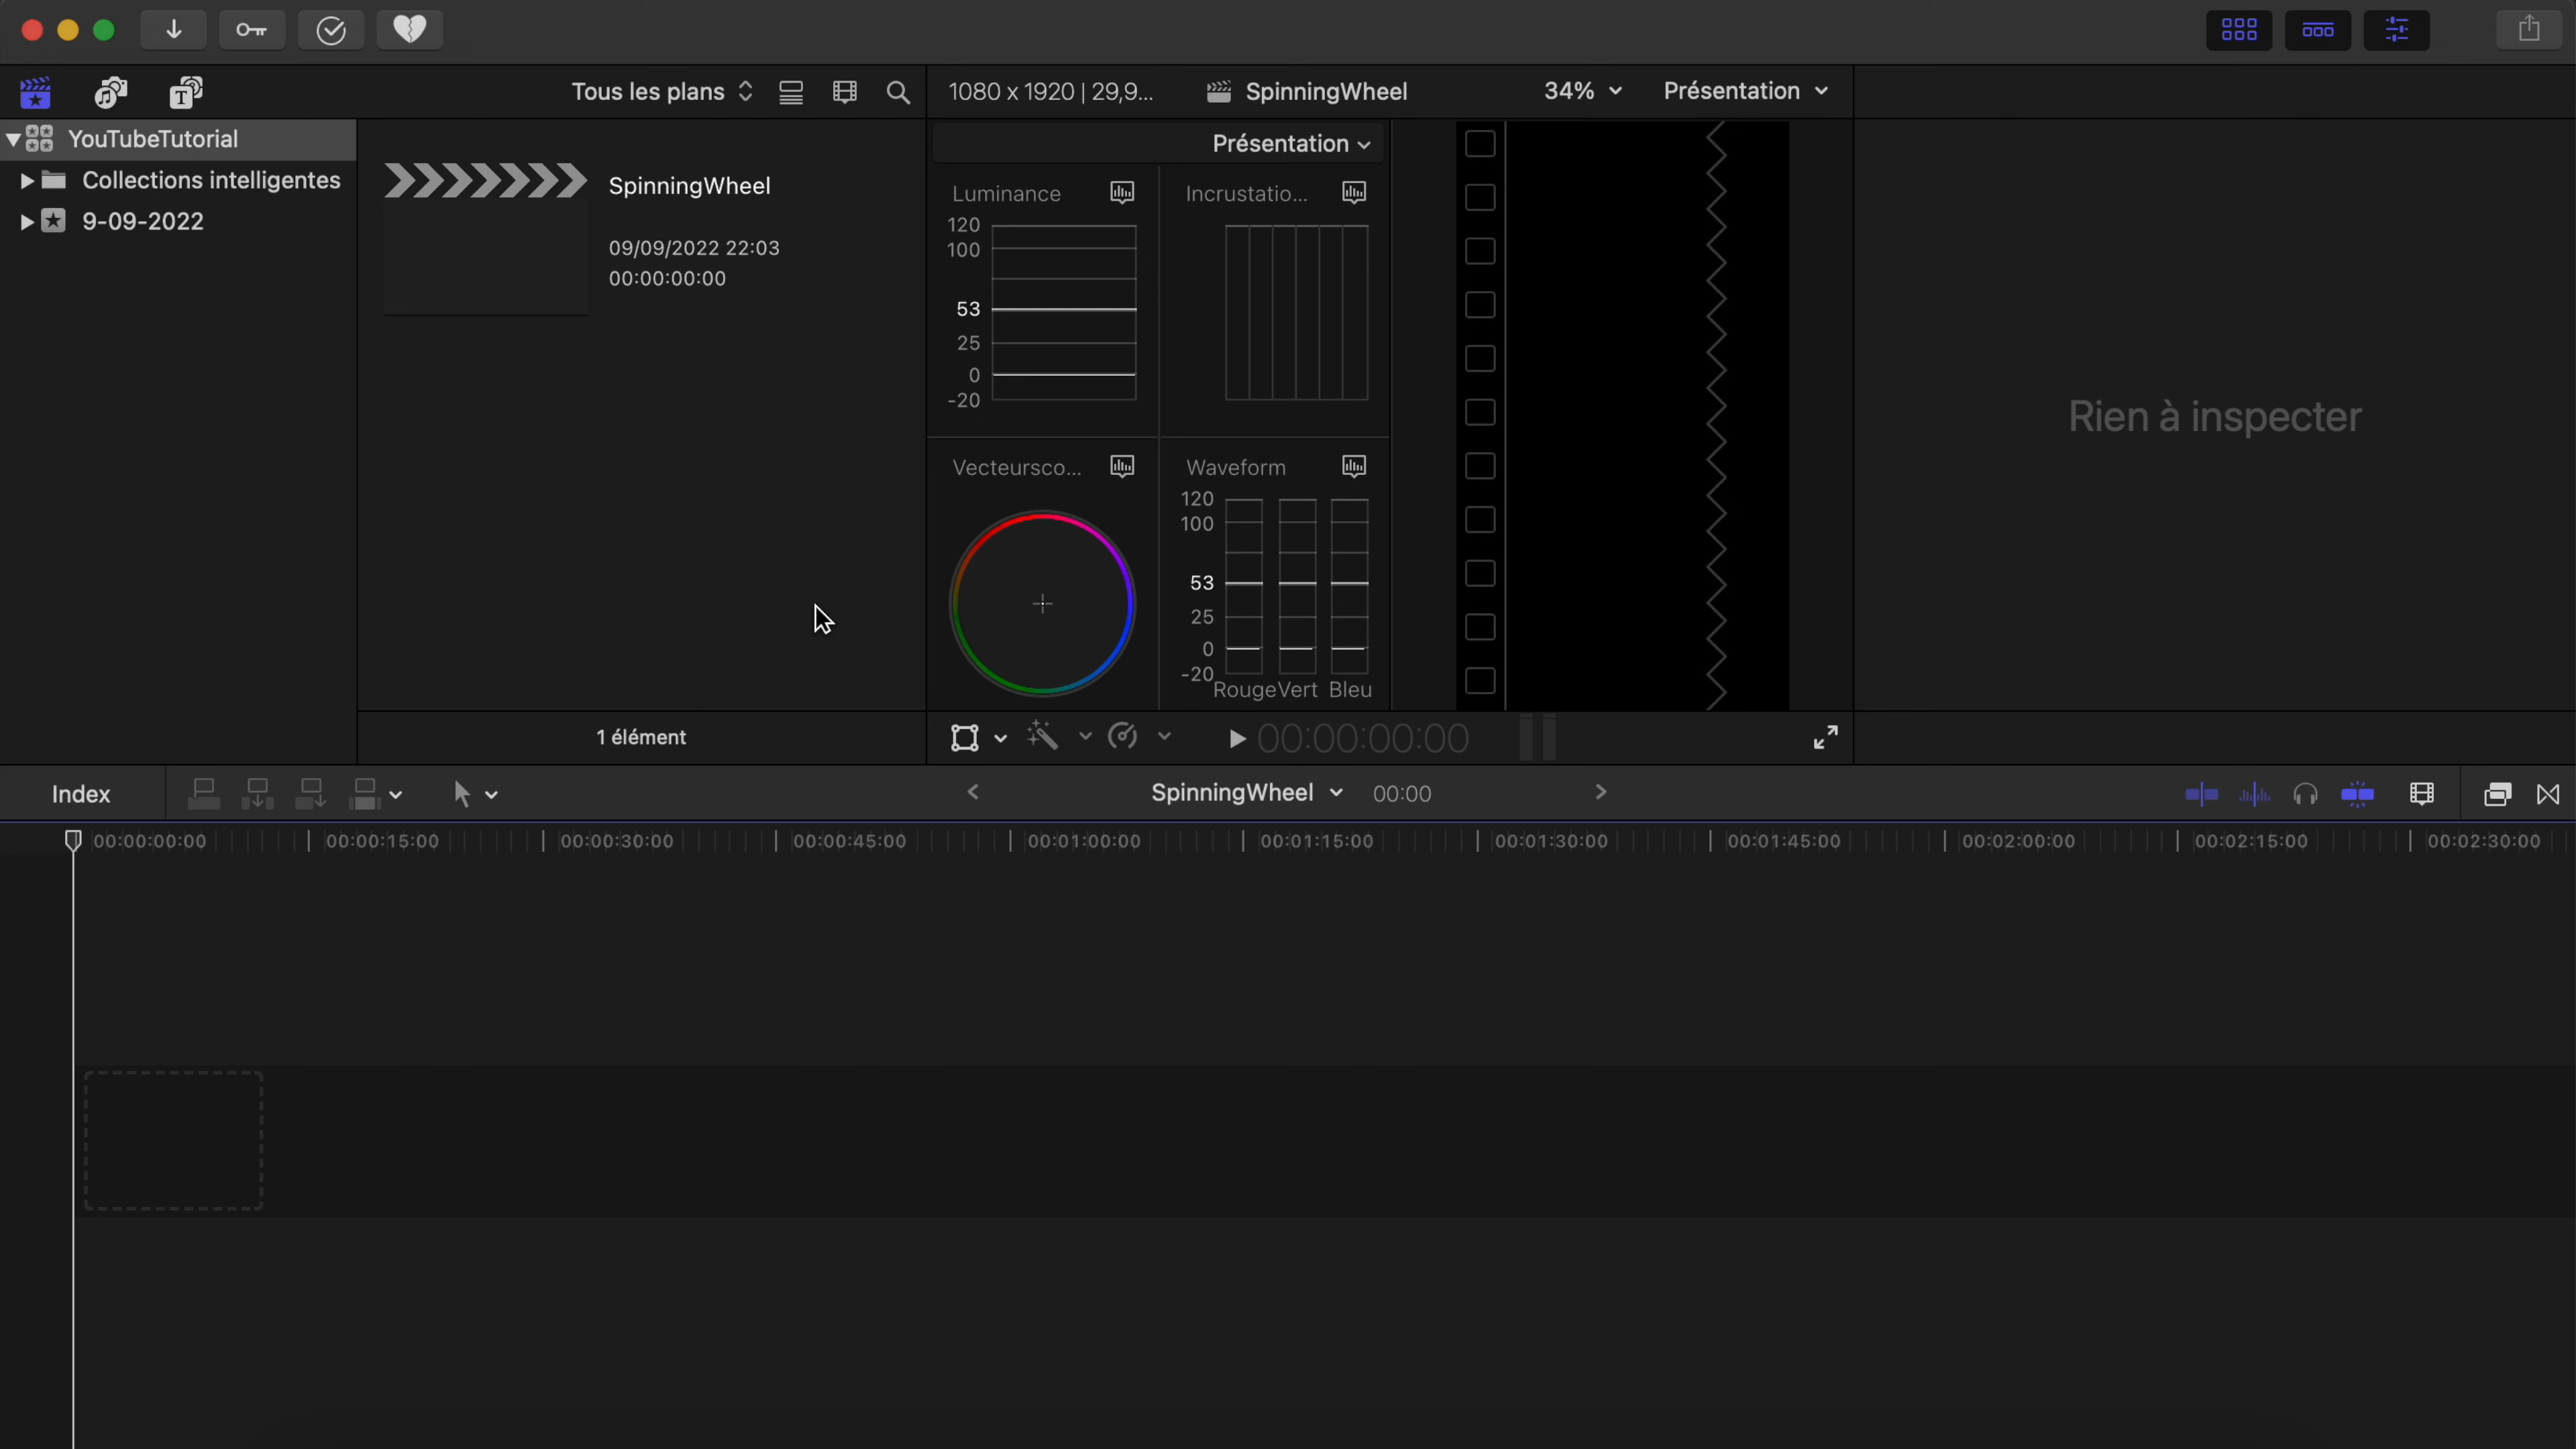 Tous les plans
1080 x 1920 | 29,9...
SpinningWheel
34%
Présentation
YouTubeTutorial
Collections intelligentes
9-09-2022
SpinningWheel
09/09/2022 22:03
00:00:00:00
1 élément
Présentation
Luminance
120
100
53
25
0
-20
Incrustatio...
Vecteursco...
Waveform
120
100
53
25
0
-20
Rouge Vert Bleu
Rien à inspecter
00:00:00:00
Index
SpinningWheel
00:00
00:00:00:00
00:00:15:00
00:00:30:00
00:00:45:00
00:01:00:00
00:01:15:00
00:01:30:00
00:01:45:00
00:02:00:00
00:02:15:00
00:02:30:00